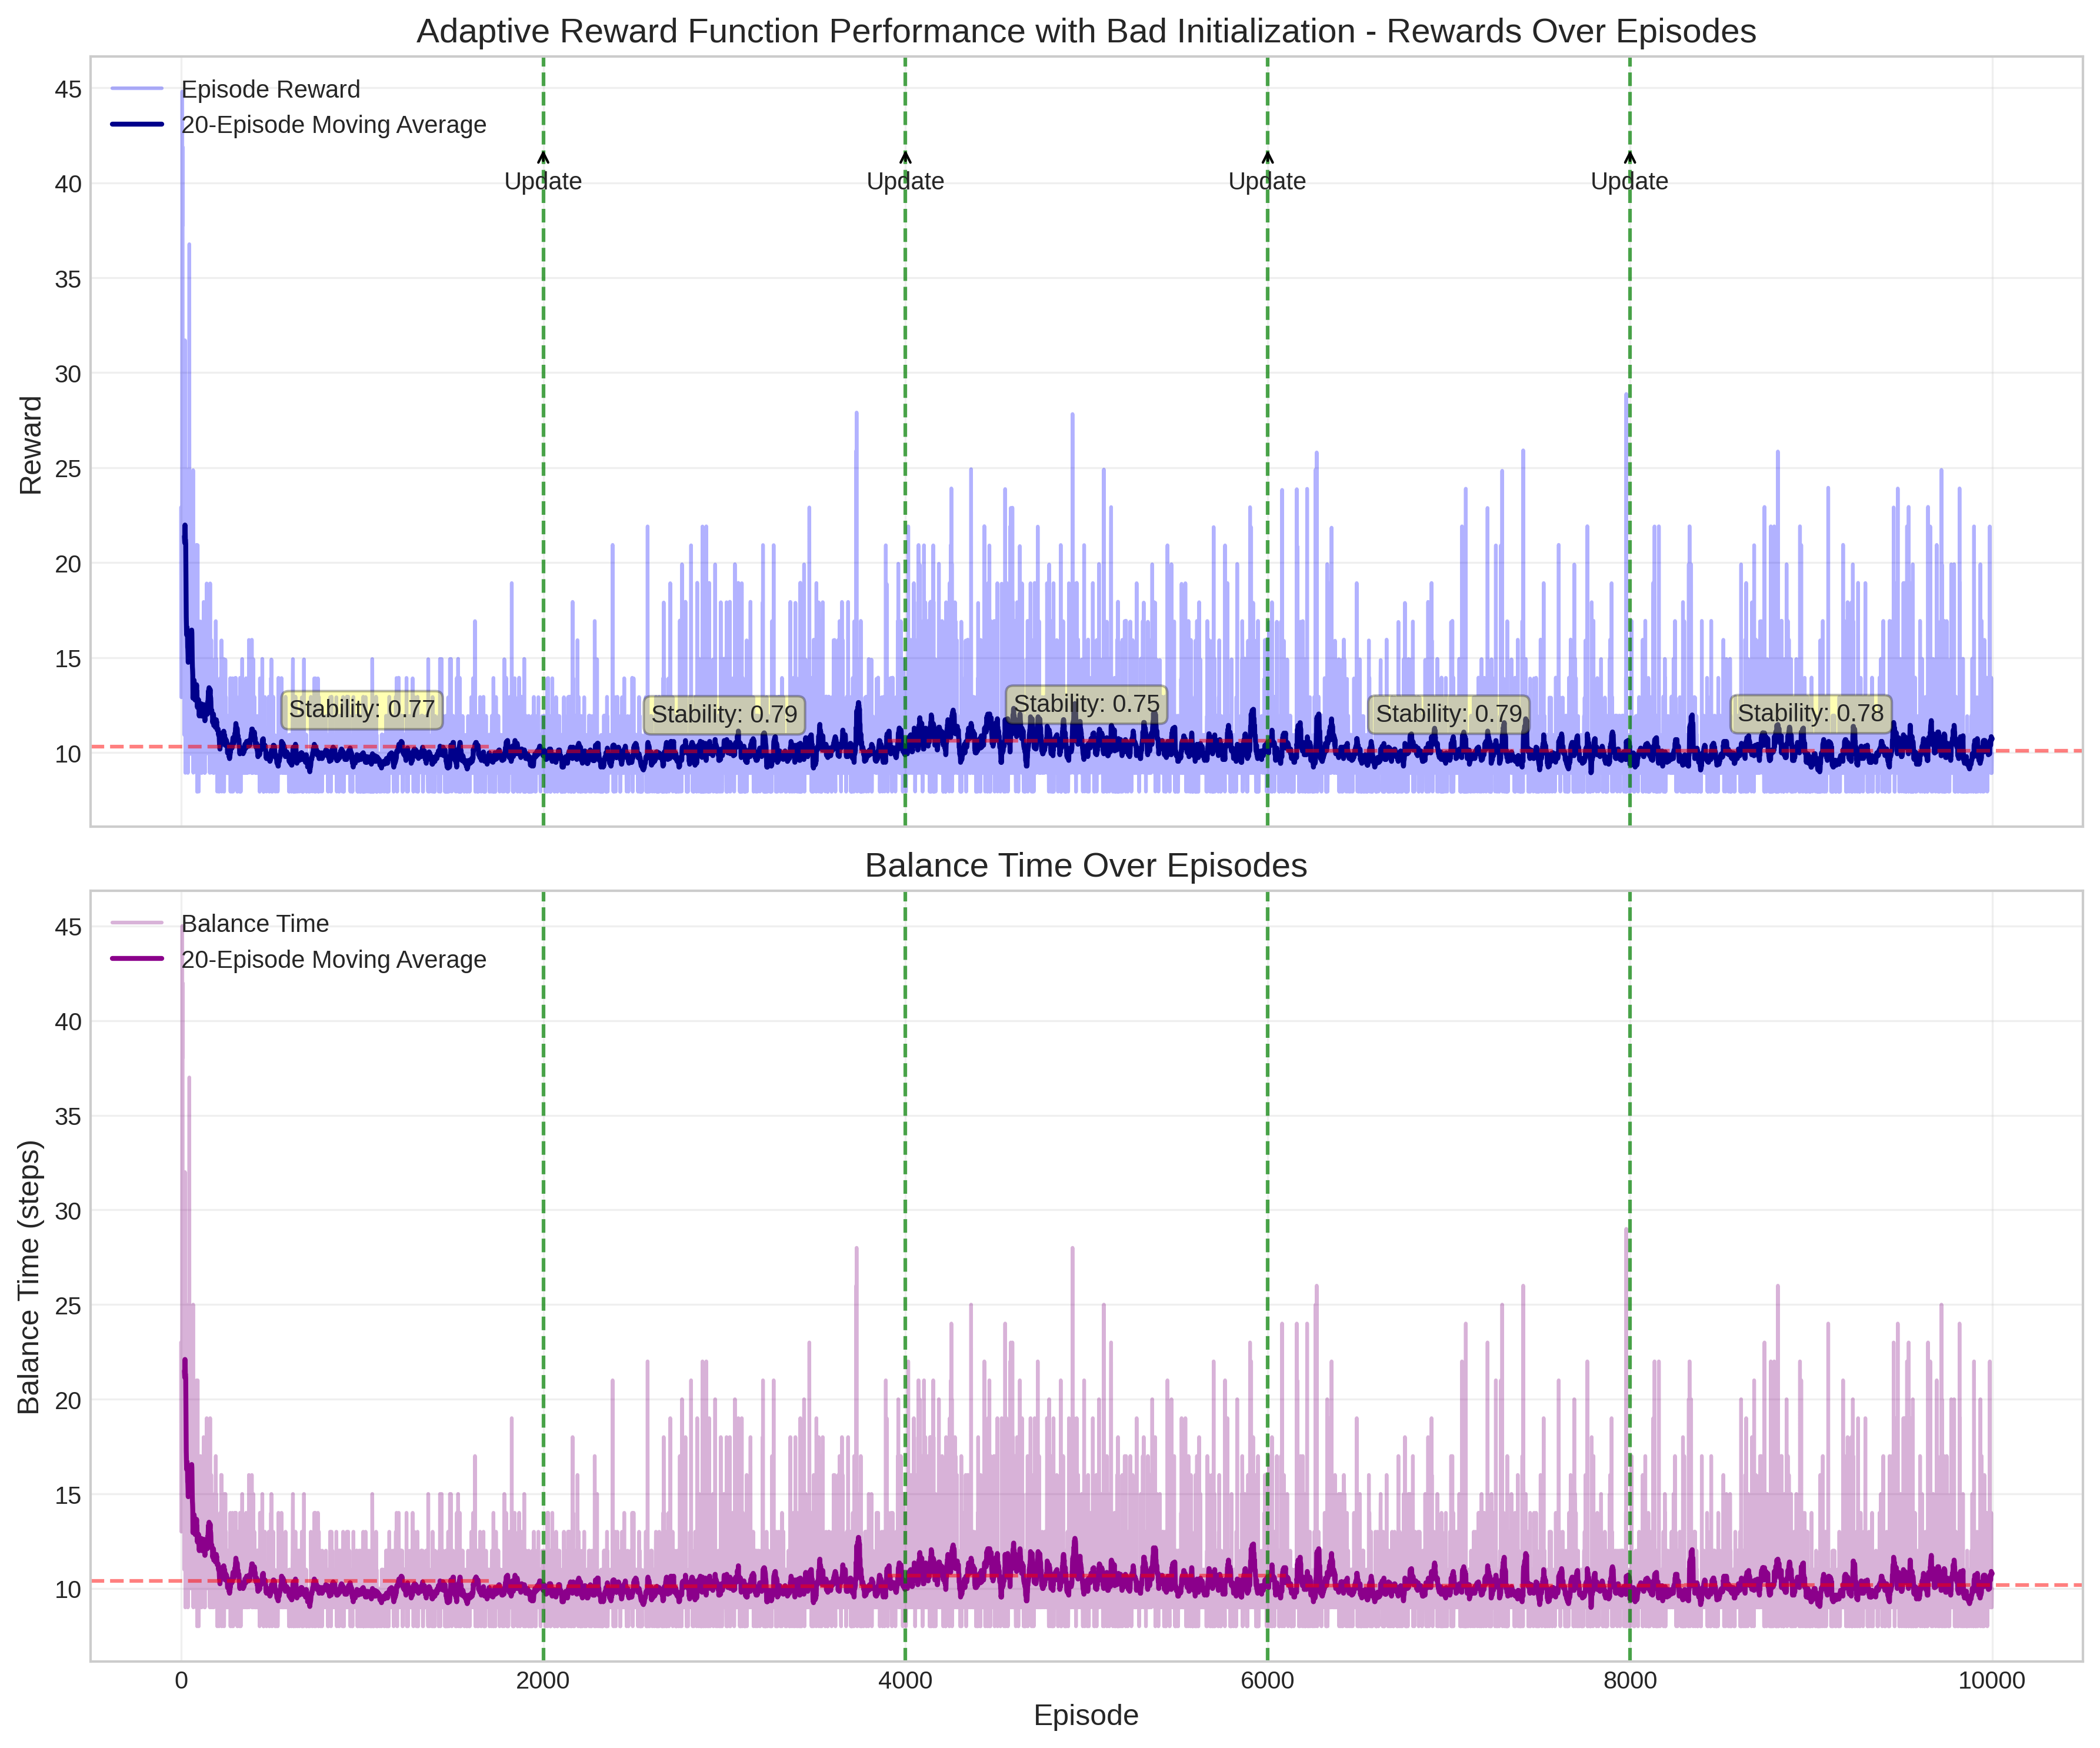 Adaptive Reward Function Performance with Bad Initialization - Rewards Over Episodes
Episode Reward
20-Episode Moving Average
Update
Update
Update
Update
Stability: 0.77
Stability: 0.79
Stability: 0.75
Stability: 0.79
Stability: 0.78
Reward
45
40
35
30
25
20
15
10
Balance Time Over Episodes
Balance Time
20-Episode Moving Average
Balance Time (steps)
45
40
35
30
25
20
15
10
0
2000
4000
6000
8000
10000
Episode